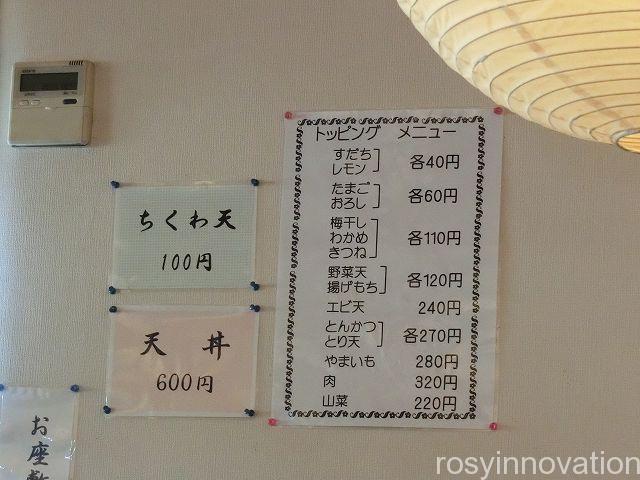 トッピング メニュー
すだち
レモン
各40円
たまご
おろし
各60円
梅干し
わかめ
きつね
各110円
野菜天
揚げもち
各120円
エビ天 240円
とんかつ
とり天
各270円
やまいも 280円
肉 320円
山菜 220円
ちくわ天
100円
天丼
600円
お座敷
rosyinnovation